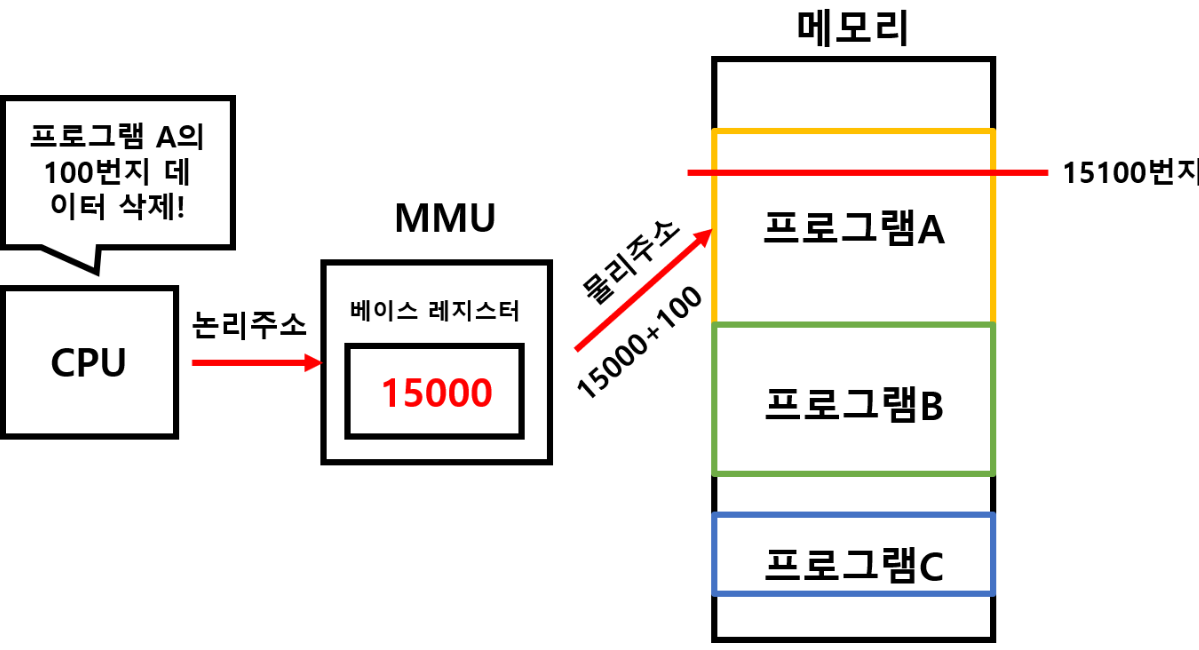 메모리
프로그램 A의
100번지 데
이터 삭제!
CPU
논리주소
MMU
베이스 레지스터
15000
물리주소
15000+100
15100번지
프로그램A
프로그램B
프로그램C